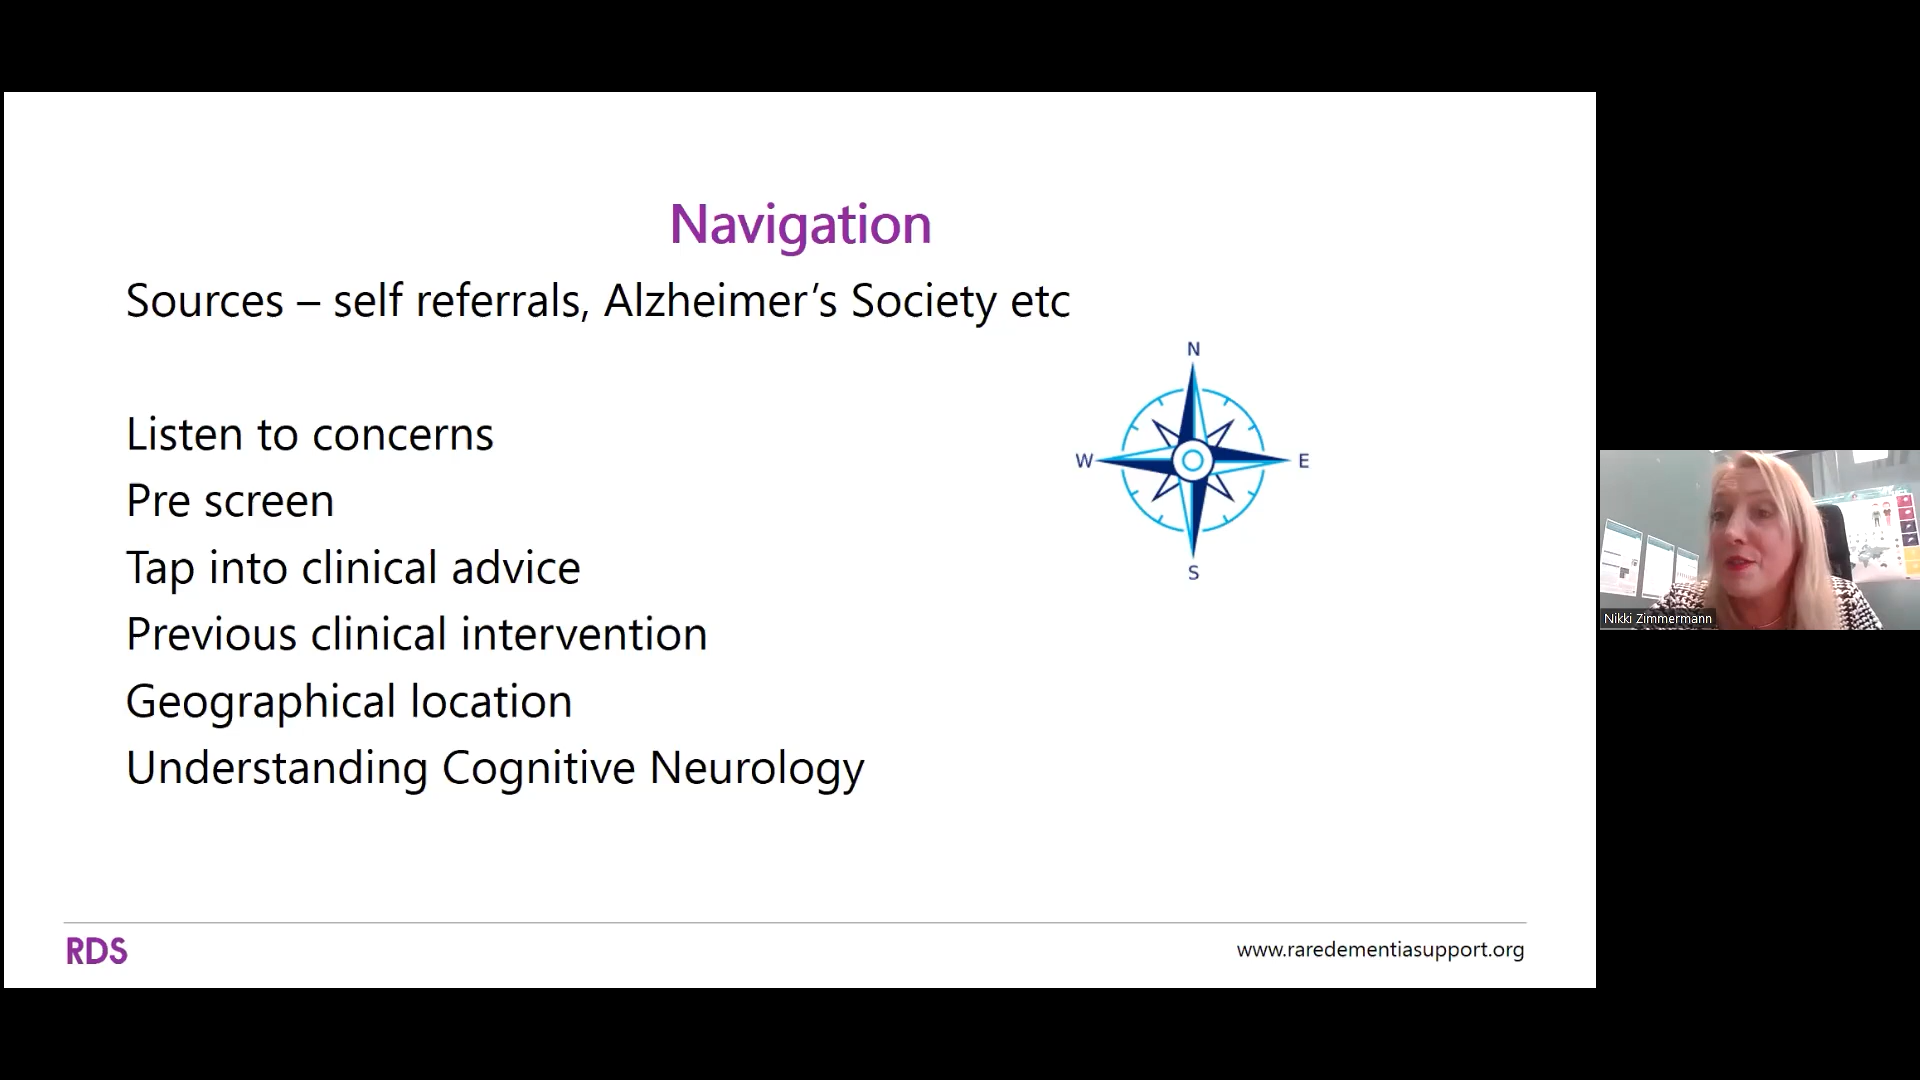 Navigation
Sources – self referrals, Alzheimer’s Society etc
Listen to concerns
Pre screen
Tap into clinical advice
Previous clinical intervention
Geographical location
Understanding Cognitive Neurology
N
W
E
S
RDS
www.raredementiasupport.org
Nikki Zimmermann